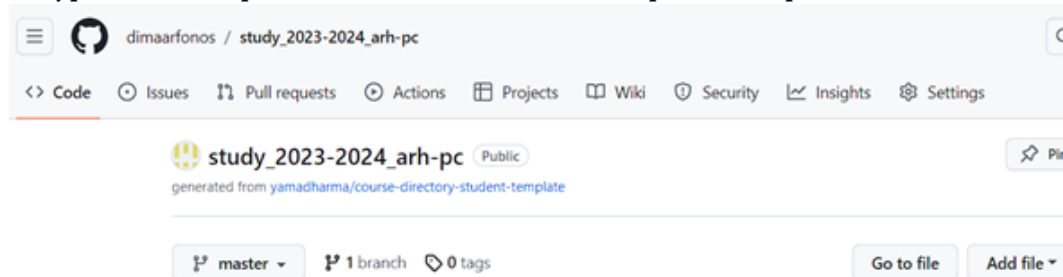 dimaarfonos / study_2023-2024_arh-pc
Code Issues Pull requests Actions Projects Wiki Security Insights Settings
study_2023-2024_arh-pc Public
generated from yamadharma/course-directory-student-template
master 1 branch 0 tags Go to file Add file